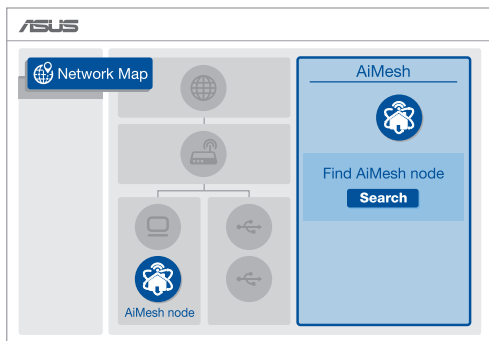 ASUS
Network Map
AiMesh node
AiMesh
Find AiMesh node
Search